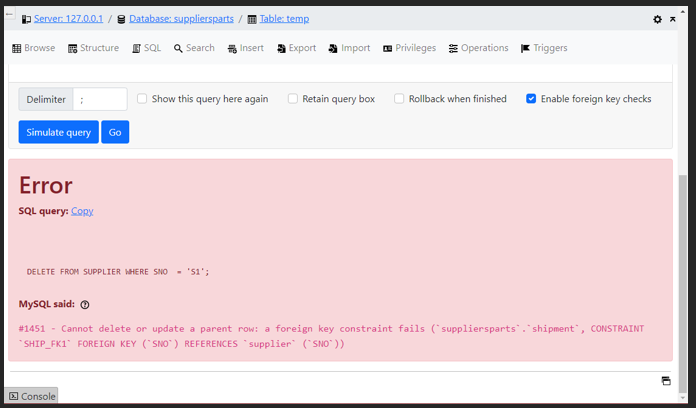 Server: 127.0.0.1 / Database: suppliersparts / Table: temp
Browse Structure SQL Search Insert Export Import Privileges Operations Triggers
Delimiter ; Show this query here again Retain query box Rollback when finished Enable foreign key checks
Simulate query Go
Error
SQL query: Copy
DELETE FROM SUPPLIER WHERE SNO = 'S1';
MySQL said:
#1451 - Cannot delete or update a parent row: a foreign key constraint fails (`suppliersparts`.`shipment`, CONSTRAINT
`SHIP_FK1` FOREIGN KEY (`SNO`) REFERENCES `supplier` (`SNO`))
Console